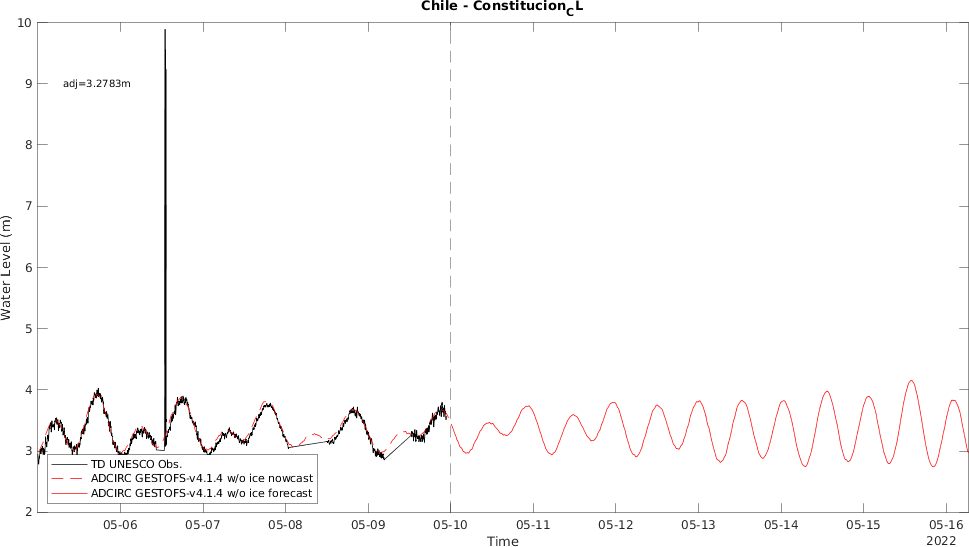 Chile - Constitucion_CL
10
9
adj=3.2783m
8
7
6
5
4
3
2
Water Level (m)
TD UNESCO Obs.
ADCIRC GESTOFS-v4.1.4 w/o ice nowcast
ADCIRC GESTOFS-v4.1.4 w/o ice forecast
05-06 05-07 05-08 05-09 05-10 05-11 05-12 05-13 05-14 05-15 05-16
Time
2022